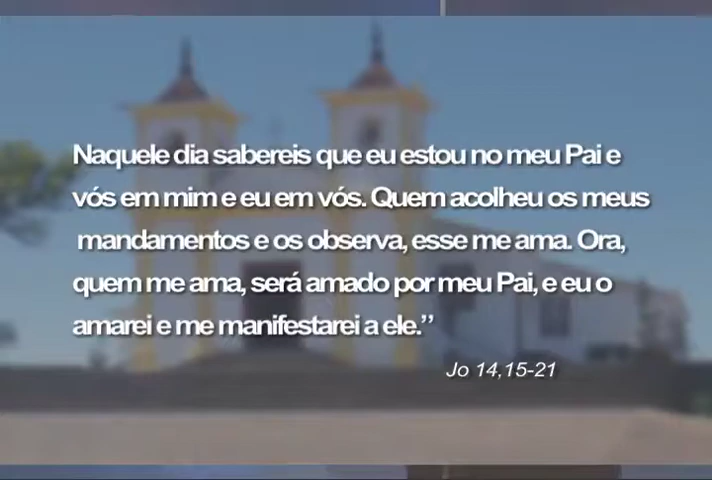 Naquele dia sabereis que eu estou no meu Pai e
vós em mim e eu em vós. Quem acolheu os meus
mandamentos e os observa, esse me ama. Ora,
quem me ama, será amado por meu Pai, e eu o
amarei e me manifestarei a ele.”
Jo 14,15-21